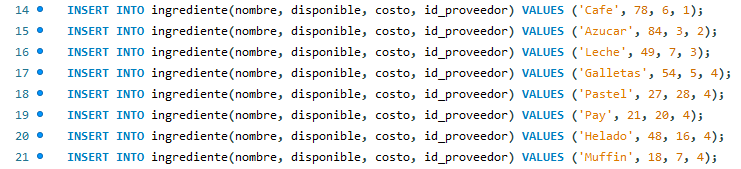 14 INSERT INTO ingrediente(nombre, disponible, costo, id_proveedor) VALUES ('Cafe', 78, 6, 1);
15 INSERT INTO ingrediente(nombre, disponible, costo, id_proveedor) VALUES ('Azucar', 84, 3, 2);
16 INSERT INTO ingrediente(nombre, disponible, costo, id_proveedor) VALUES ('Leche', 49, 7, 3);
17 INSERT INTO ingrediente(nombre, disponible, costo, id_proveedor) VALUES ('Galletas', 54, 5, 4);
18 INSERT INTO ingrediente(nombre, disponible, costo, id_proveedor) VALUES ('Pastel', 27, 28, 4);
19 INSERT INTO ingrediente(nombre, disponible, costo, id_proveedor) VALUES ('Pay', 21, 20, 4);
20 INSERT INTO ingrediente(nombre, disponible, costo, id_proveedor) VALUES ('Helado', 48, 16, 4);
21 INSERT INTO ingrediente(nombre, disponible, costo, id_proveedor) VALUES ('Muffin', 18, 7, 4);